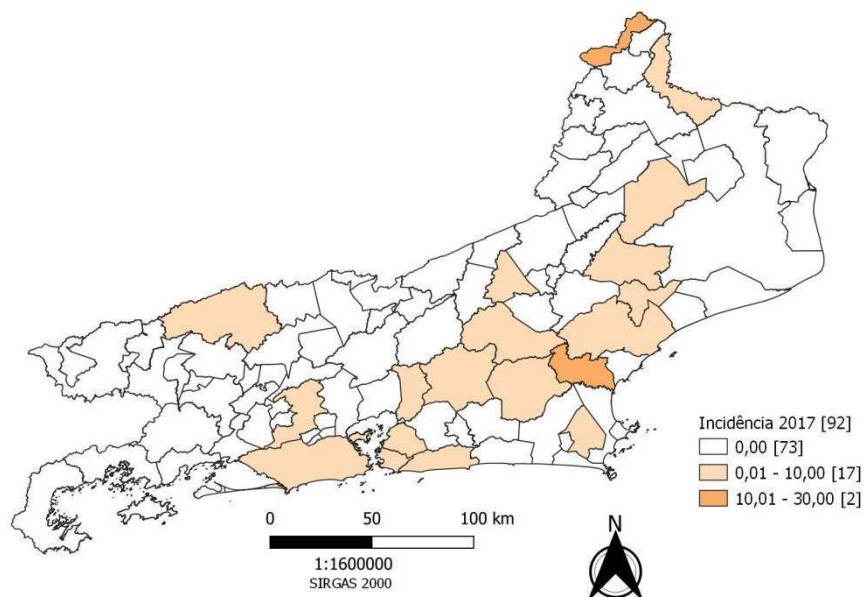 Incidência 2017 [92]
0,00 [73]
0,01 - 10,00 [17]
10,01 - 30,00 [2]
0 50 100 km
1:1600000
SIRGAS 2000
N